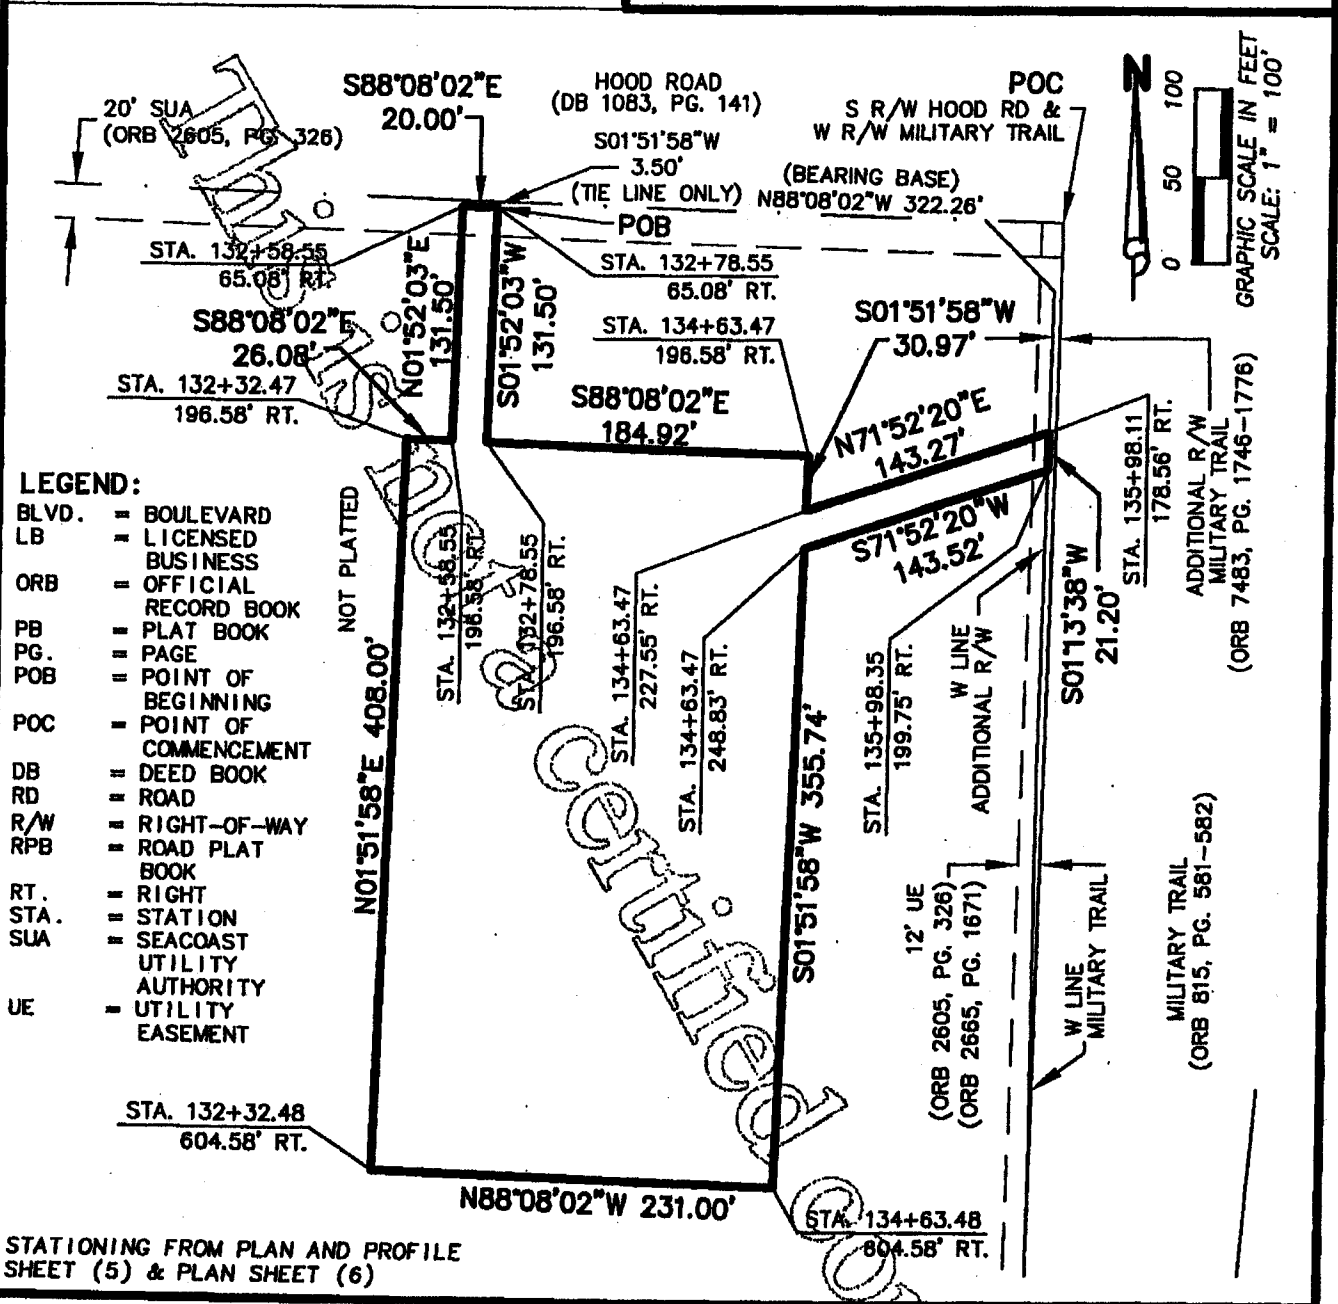 S88°08'02"E
20.00'
HOOD ROAD
(DB 1083, PG. 141)
POC
S R/W HOOD RD &
W R/W MILITARY TRAIL
N
100
50
0
GRAPHIC SCALE IN FEET
SCALE: 1" = 100'
20' SUA
(ORB 2605, PG. 326)
S01°51'58"W
3.50'
(TIE LINE ONLY)
(BEARING BASE)
N88°08'02"W 322.26'
POB
STA. 132+58.55
65.08' RT.
STA. 132+78.55
65.08' RT.
N01°52'03"E
131.50'
S01°52'03"W
131.50'
S88°08'02"E
26.08'
STA. 134+63.47
196.58' RT.
S01°51'58"W
30.97'
STA. 132+32.47
196.58' RT.
S88°08'02"E
184.92'
N71°52'20"E
143.27'
S71°52'20"W
143.52'
STA. 135+98.11
178.56' RT.
ADDITIONAL R/W
MILITARY TRAIL
(ORB 7483, PG. 1746-1776)
LEGEND:
BLVD. = BOULEVARD
LB = LICENSED
BUSINESS
ORB = OFFICIAL
RECORD BOOK
PB = PLAT BOOK
PG. = PAGE
POB = POINT OF
BEGINNING
POC = POINT OF
COMMENCEMENT
DB = DEED BOOK
RD = ROAD
R/W = RIGHT-OF-WAY
RPB = ROAD PLAT
BOOK
RT. = RIGHT
STA. = STATION
SUA = SEACOAST
UTILITY
AUTHORITY
UE = UTILITY
EASEMENT
NOT PLATTED
STA. 132+58.55
196.58' RT.
STA. 132+78.55
196.58' RT.
STA. 134+63.47
227.55' RT.
STA. 134+63.47
248.83' RT.
STA. 135+98.35
199.75' RT.
W LINE
ADDITIONAL R/W
S01°13'38"W
21.20'
N01°51'58"E 408.00'
S01°51'58"W 355.74'
12' UE
(ORB 2605, PG. 326)
(ORB 2665, PG. 1671)
W LINE
MILITARY TRAIL
MILITARY TRAIL
(ORB 815, PG. 581-582)
STA. 132+32.48
604.58' RT.
N88°08'02"W 231.00'
STA. 134+63.48
604.58' RT.
STATIONING FROM PLAN AND PROFILE
SHEET (5) & PLAN SHEET (6)
This is not a certified co